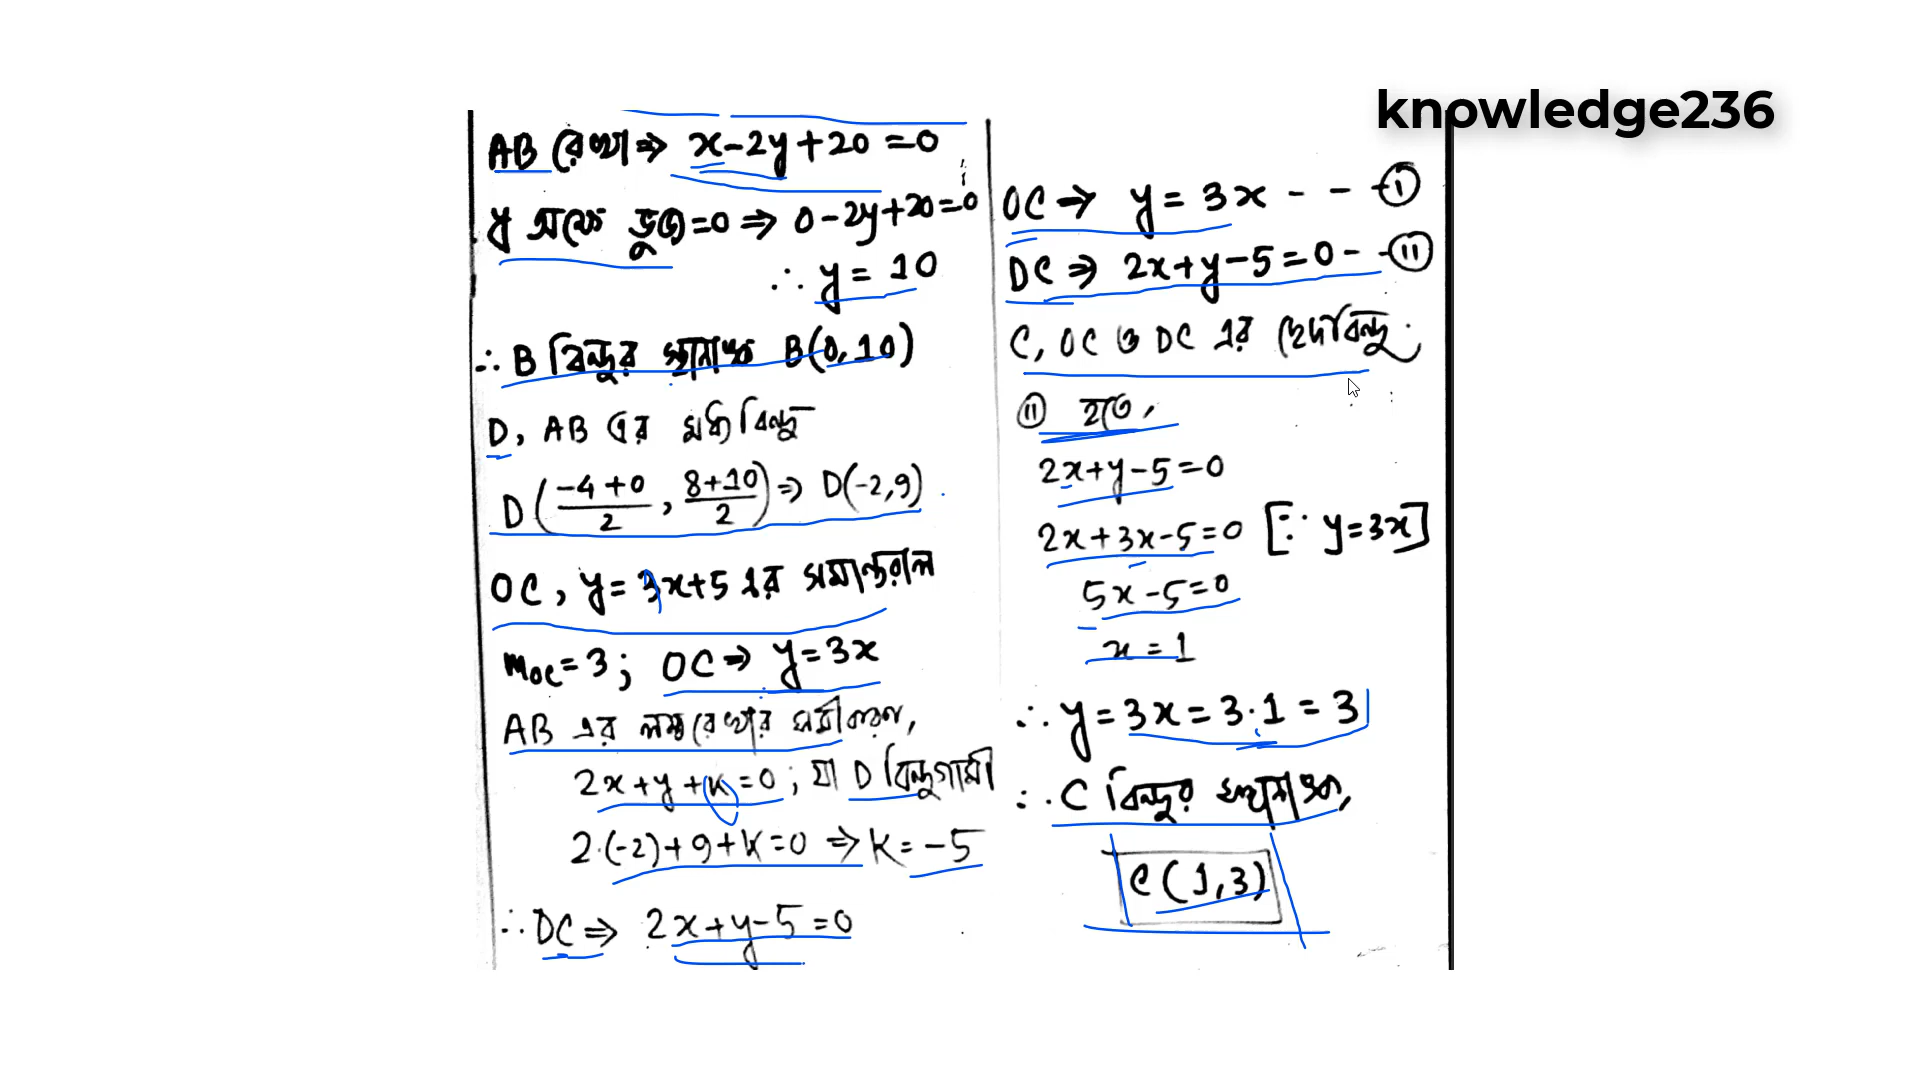 knowledge236
AB রেখা ⇒ x-2y+20=0
y অক্ষে ভুজ=0 ⇒ 0-2y+20=0
∴ y = 10
∴ B বিন্দুর স্থানাঙ্ক B(0,10)
D, AB এর মধ্যবিন্দু
D(\frac{-4+0}{2}, \frac{8+10}{2}) ⇒ D(-2,9)
OC, y=3x+5 এর সমান্তরাল
m_{OC}=3; OC ⇒ y=3x
AB এর লম্বরেখার সমীকরণ,
2x+y+k=0; যা D বিন্দুগামী
2·(-2)+9+k=0 ⇒ k=-5
∴ DC ⇒ 2x+y-5=0
OC → y=3x - - - (i)
DC ⇒ 2x+y-5=0 - - (ii)
C, OC ও DC এর ছেদবিন্দু.
(ii) হতে,
2x+y-5=0
2x+3x-5=0 [∵ y=3x]
5x-5=0
x=1
∴ y=3x=3·1=3
∴ C বিন্দুর স্থানাঙ্ক,
C(1,3)